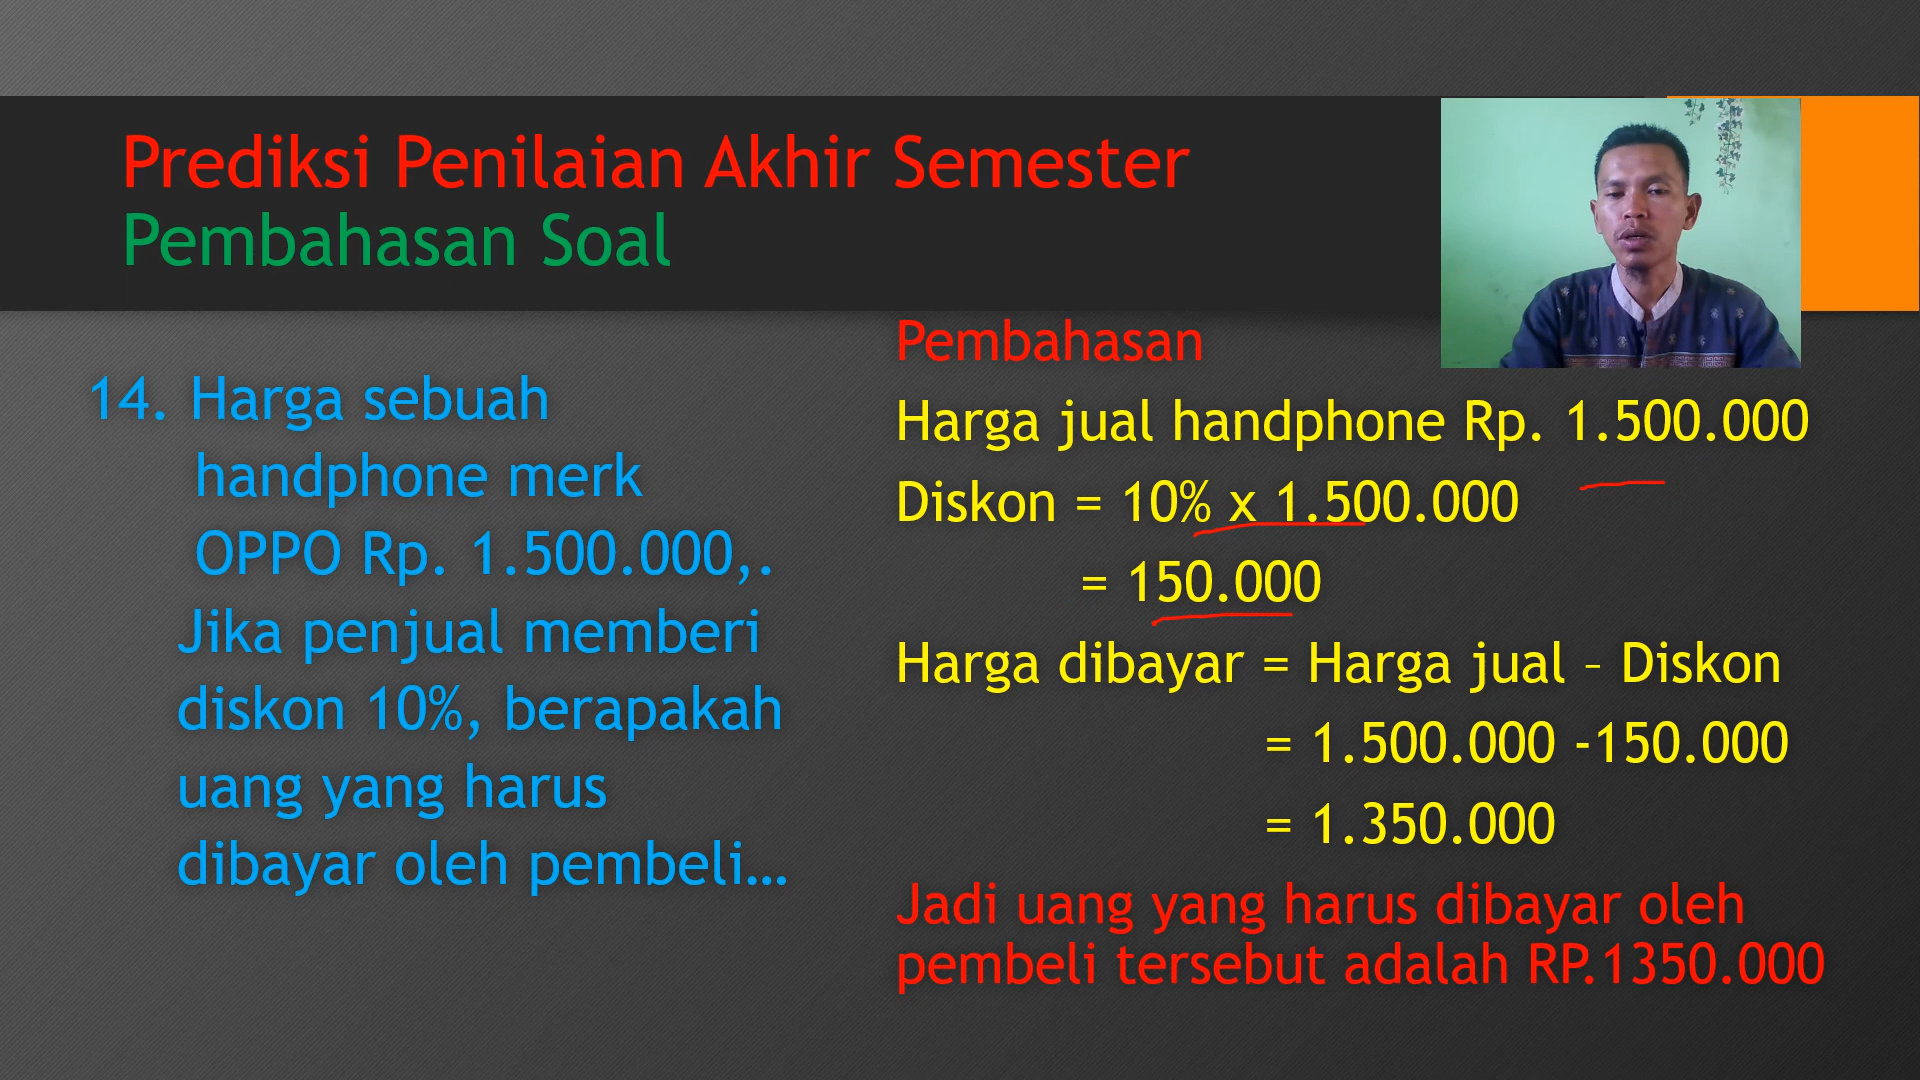 Prediksi Penilaian Akhir Semester
Pembahasan Soal
14. Harga sebuah
handphone merk
OPPO Rp. 1.500.000,.
Jika penjual memberi
diskon 10%, berapakah
uang yang harus
dibayar oleh pembeli...
Pembahasan
Harga jual handphone Rp. 1.500.000
Diskon = 10% x 1.500.000
= 150.000
Harga dibayar = Harga jual – Diskon
= 1.500.000 -150.000
= 1.350.000
Jadi uang yang harus dibayar oleh
pembeli tersebut adalah RP.1350.000